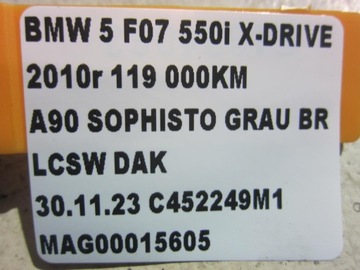 BMW 5 F07 550i X-DRIVE
2010r 119 000KM
A90 SOPHISTO GRAU BR
LCSW DAK
30.11.23 C452249M1
MAG00015605